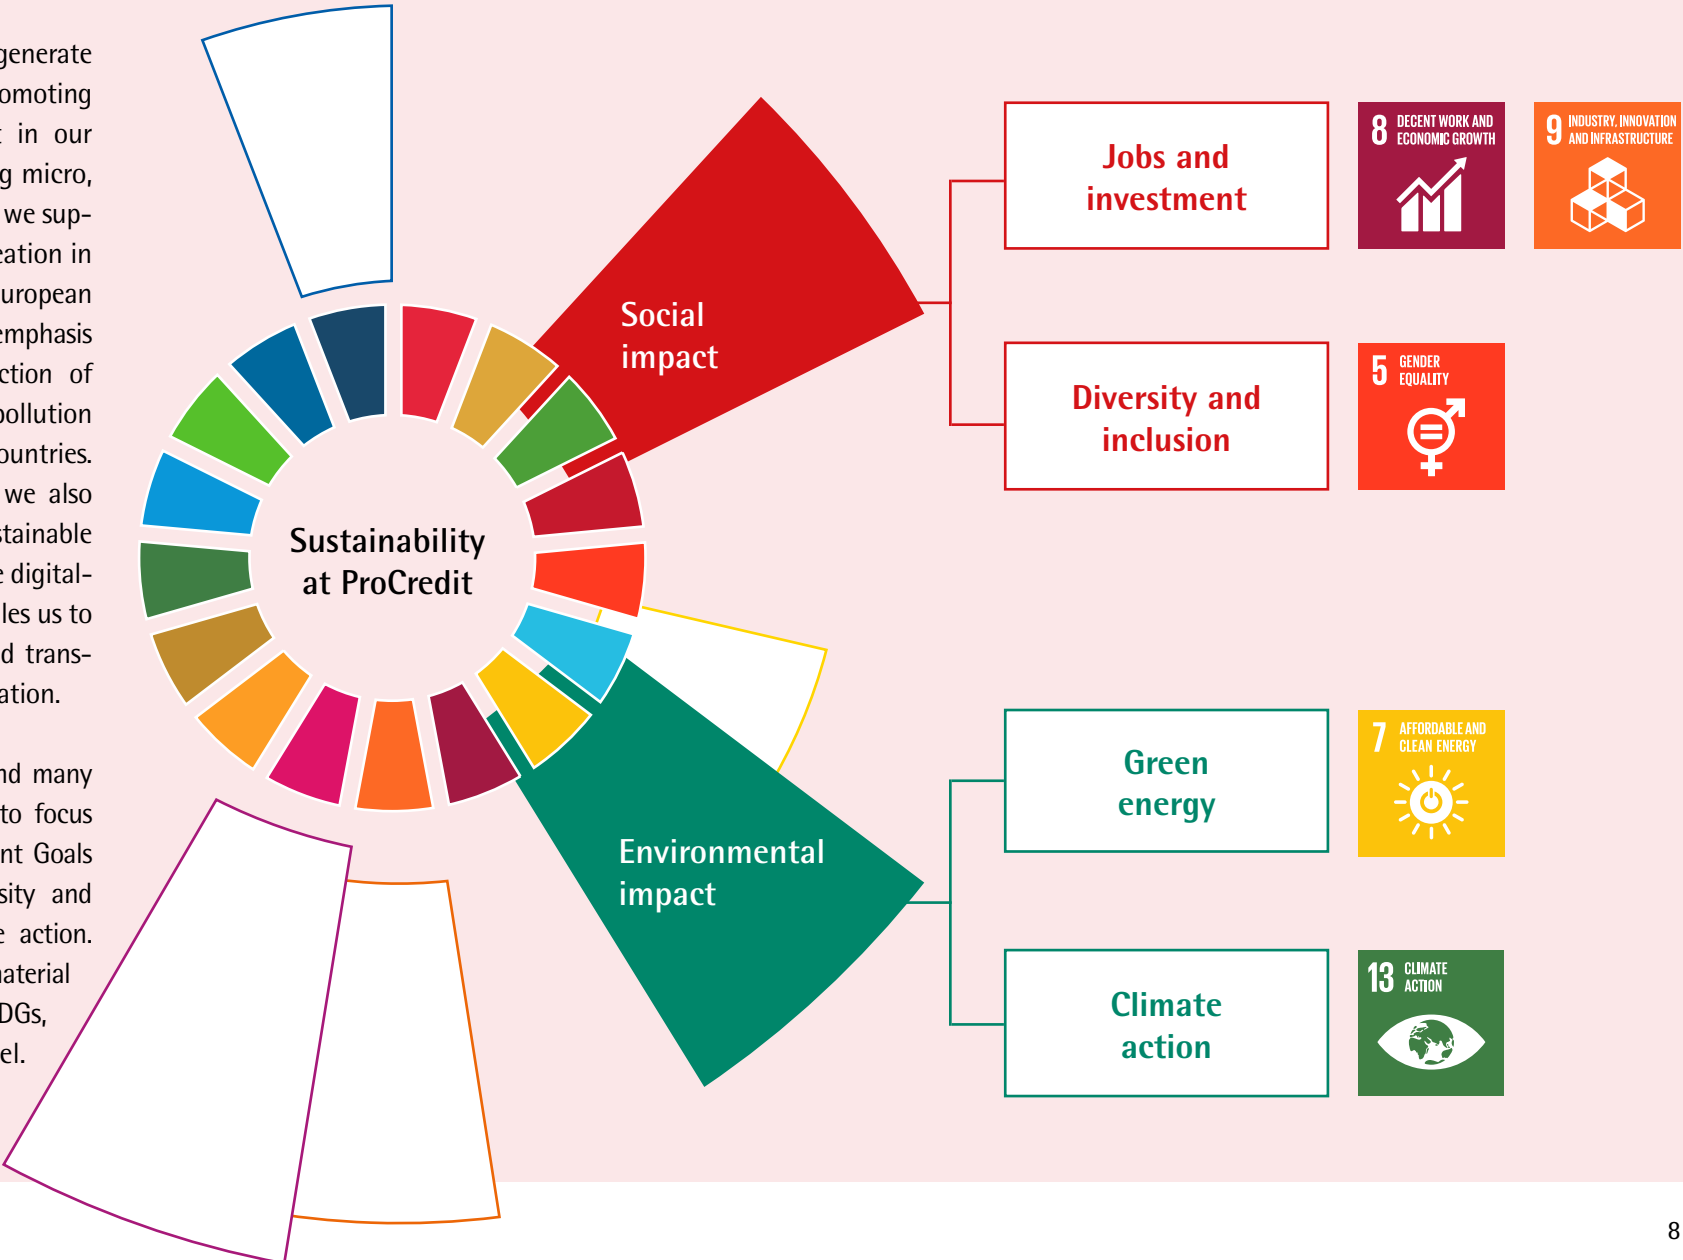 generate
omoting
in our
g micro,
we sup-
eation in
uropean
emphasis
ction of
pollution
ountries.
we also
stainable
e digital-
les us to
d trans-
ation.
nd many
to focus
nt Goals
sity and
e action.
naterial
DGs,
el.
Sustainability
at ProCredit
Social
impact
Jobs and
investment
8 DECENT WORK AND
ECONOMIC GROWTH
9 INDUSTRY, INNOVATION
AND INFRASTRUCTURE
Diversity and
inclusion
5 GENDER
EQUALITY
Environmental
impact
Green
energy
7 AFFORDABLE AND
CLEAN ENERGY
Climate
action
13 CLIMATE
ACTION
8